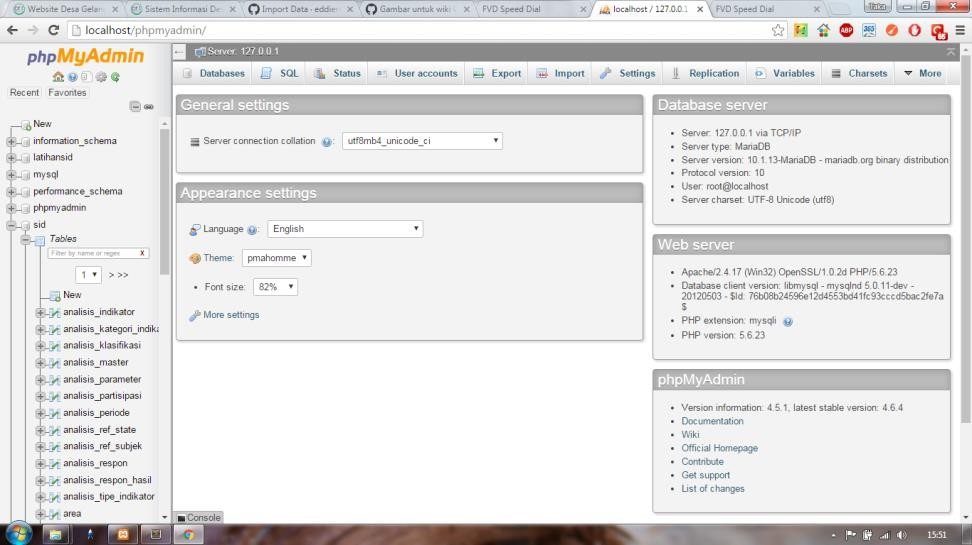 Website Desa Gelan
Sistem Informasi Des
Import Data - eddie
Gambar untuk wiki
FVD Speed Dial
localhost / 127.0.0.1
FVD Speed Dial
Taka
localhost/phpmyadmin/
ABP
365
65
phpMyAdmin
Recent
Favorites
New
information_schema
latihansid
mysql
performance_schema
phpmyadmin
sid
Tables
Filter by name or regex X
1 > >>
New
analisis_indikator
analisis_kategori_indika
analisis_klasifikasi
analisis_master
analisis_parameter
analisis_partisipasi
analisis_periode
analisis_ref_state
analisis_ref_subjek
analisis_respon
analisis_respon_hasil
analisis_tipe_indikator
area
Server: 127.0.0.1
Databases
SQL
Status
User accounts
Export
Import
Settings
Replication
Variables
Charsets
More
General settings
Server connection collation
utf8mb4_unicode_ci
Appearance settings
Language : English
Theme: pmahomme
Font size: 82%
More settings
Database server
Server: 127.0.0.1 via TCP/IP
Server type: MariaDB
Server version: 10.1.13-MariaDB - mariadb.org binary distribution
Protocol version: 10
User: root@localhost
Server charset: UTF-8 Unicode (utf8)
Web server
Apache/2.4.17 (Win32) OpenSSL/1.0.2d PHP/5.6.23
Database client version: libmysql - mysqlnd 5.0.11-dev -
20120503 - $Id: 76b08b24596e12d4553bd41fc93cccd5bac2fe7a
$
PHP extension: mysqli
PHP version: 5.6.23
phpMyAdmin
Version information: 4.5.1, latest stable version: 4.6.4
Documentation
Wiki
Official Homepage
Contribute
Get support
List of changes
Console
15:51